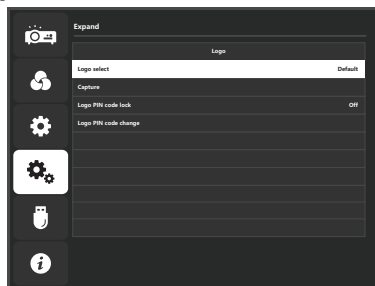 Expand
Logo
Logo select Default
Capture
Logo PIN code lock Off
Logo PIN code change